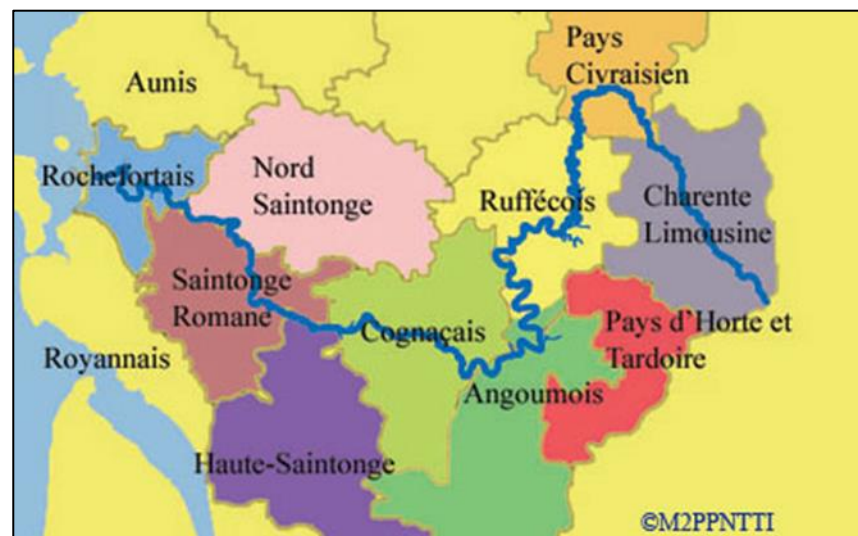 Pays
Civraisien
Aunis
Rochefortais
Nord
Saintonge
Ruffécois
Charente
Limousine
Saintonge
Romane
Royannais
Cognaçais
Pays d'Horte et
Tardoire
Angoumois
Haute-Saintonge
©M2PPNTTI